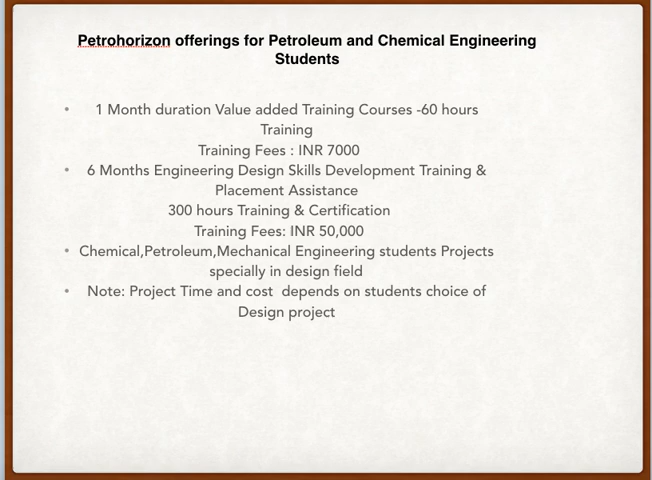 Petrohorizon offerings for Petroleum and Chemical Engineering
Students
• 1 Month duration Value added Training Courses -60 hours
Training
Training Fees : INR 7000
• 6 Months Engineering Design Skills Development Training &
Placement Assistance
300 hours Training & Certification
Training Fees: INR 50,000
• Chemical,Petroleum,Mechanical Engineering students Projects
specially in design field
• Note: Project Time and cost  depends on students choice of
Design project